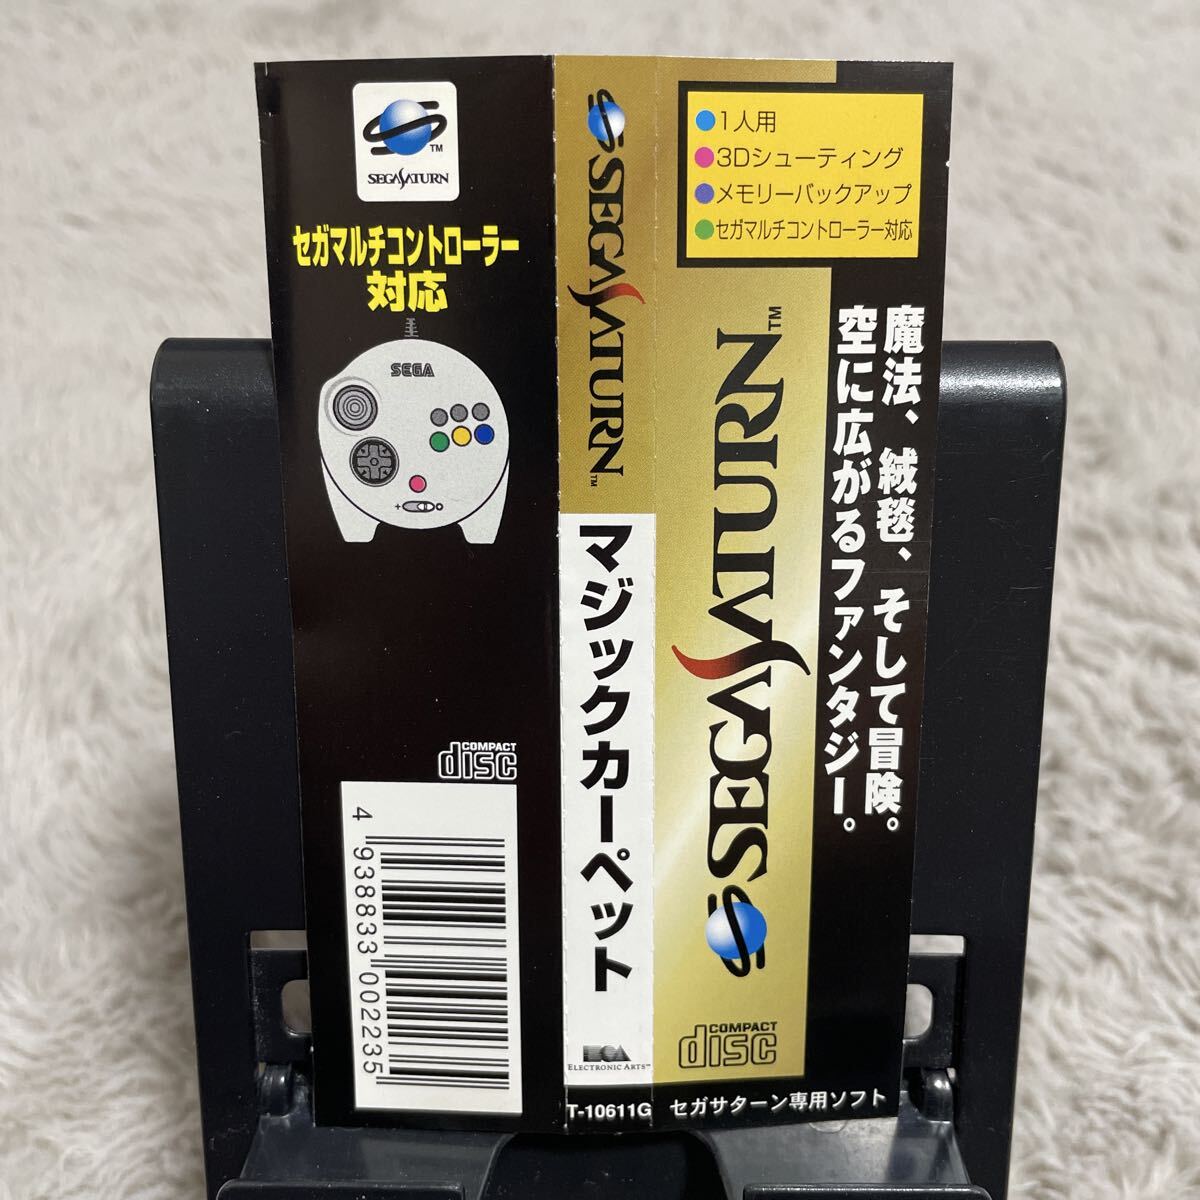 SEGASATURN
TM
セガマルチコントローラー
対応
SEGA
COMPACT
disc
4 938833 002235
SEGASATURN
TM
マジックカーペット
ELECTRONIC ARTS™
T-10611G
●1人用
●3Dシューティング
●メモリーバックアップ
●セガマルチコントローラー対応
SEGASATURN
TM
COMPACT
disc
セガサターン専用ソフト
魔法、絨毯、そして冒険。
空に広がるファンタジー。